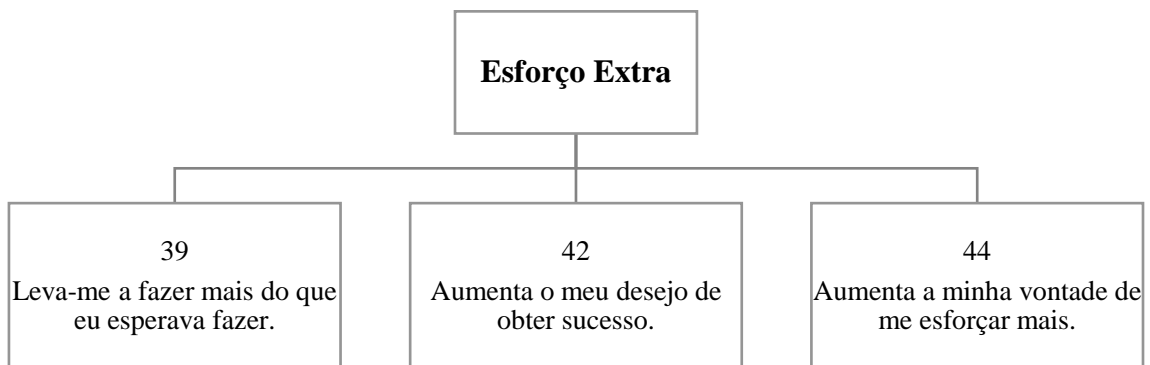 Esforço Extra
39
Leva-me a fazer mais do que
eu esperava fazer.
42
Aumenta o meu desejo de
obter sucesso.
44
Aumenta a minha vontade de
me esforçar mais.